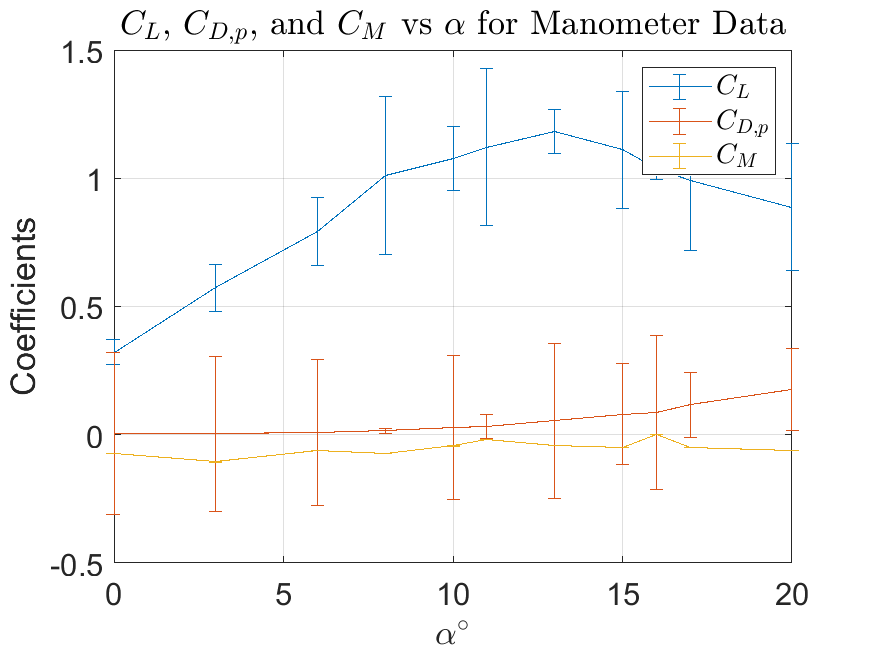 C_L, C_{D,p}, and C_M vs α for Manometer Data
1.5
1
0.5
0
-0.5
Coefficients
C_L
C_{D,p}
C_M
0 5 10 15 20
α°